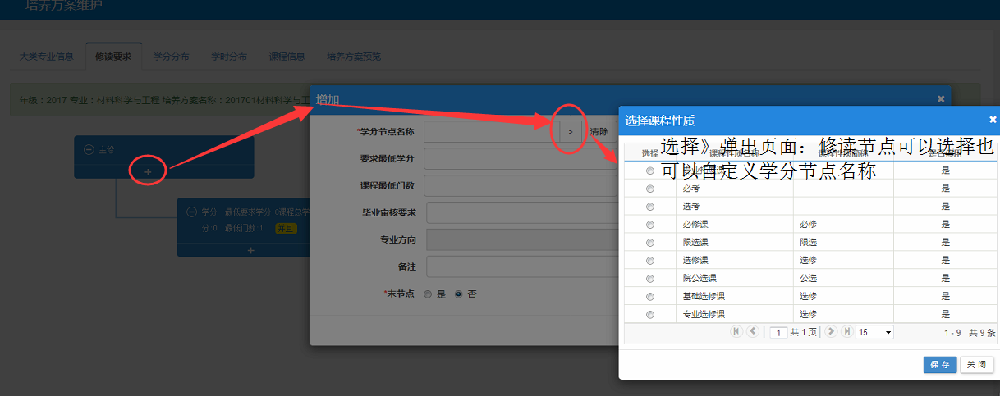 培养方案维护
大类专业信息 修读要求 学分分布 学时分布 课程信息 培养方案预览
年级：2017 专业：材料科学与工程 培养方案名称：201701材料科学与工
主修
+
学分 最低要求学分:0课程总学
分:0 最低门数:1 并且
+
增加
*学分节点名称 > 清除
要求最低学分
课程最低门数
毕业审核要求
专业方向
备注
*末节点 是 否
选择课程性质
选择》弹出页面：修读节点可以选择也
可以自定义学分节点名称
选择 课程性质名称 课程性质简称 是否启用
是
必考 是
选考 是
必修课 必修 是
限选课 限选 是
选修课 选修 是
院公选课 公选 是
基础选修课 选修 是
专业选修课 选修 是
1 共 1 页 15 1 - 9 共 9 条
保 存 关 闭